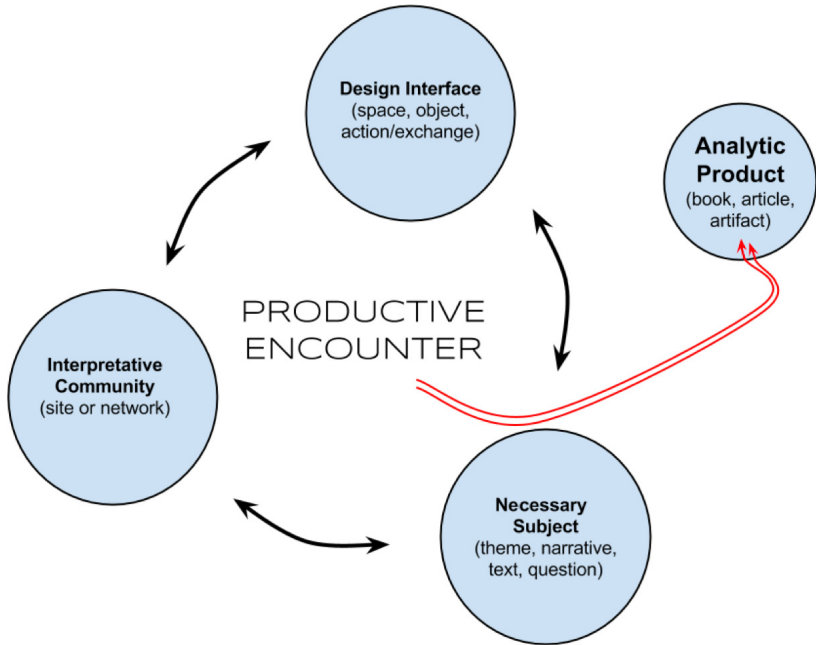 Design Interface
(space, object,
action/exchange)
Analytic
Product
(book, article,
artifact)
PRODUCTIVE
ENCOUNTER
Interpretative
Community
(site or network)
Necessary
Subject
(theme, narrative,
text, question)